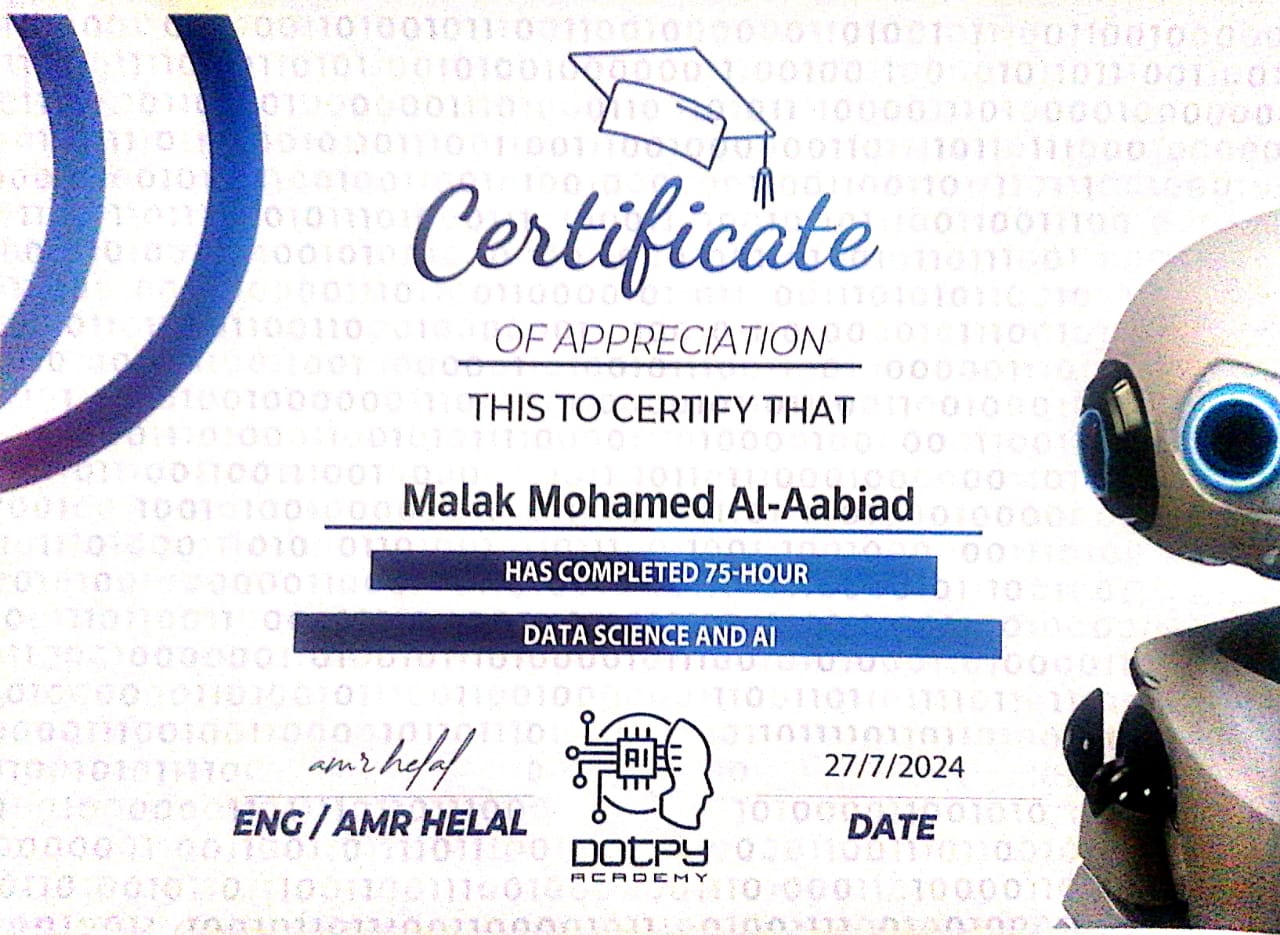 Certificate
OF APPRECIATION
THIS TO CERTIFY THAT
Malak Mohamed Al-Aabiad
HAS COMPLETED 75-HOUR
DATA SCIENCE AND AI
amr helal
ENG / AMR HELAL
AI
DOTPY
ACADEMY
27/7/2024
DATE